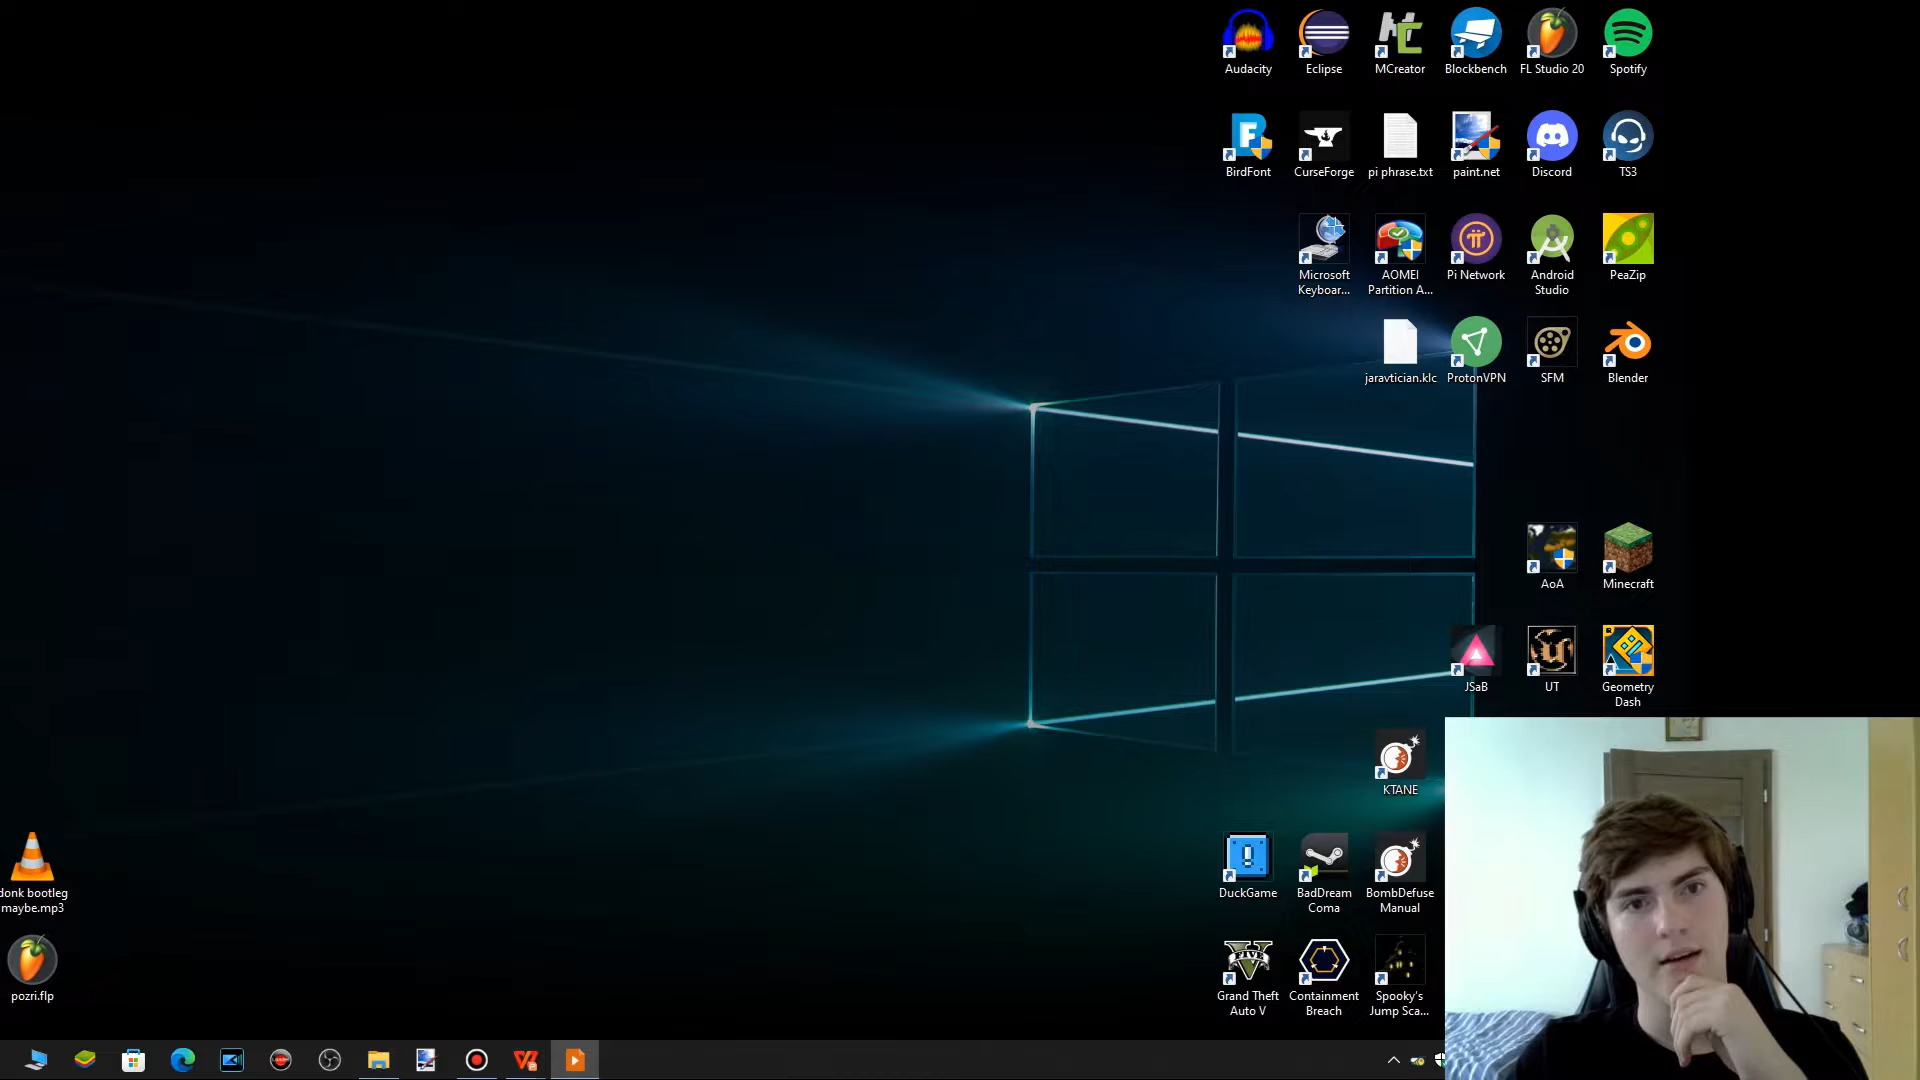 Audacity
Eclipse
MCreator
Blockbench
FL Studio 20
Spotify
BirdFont
CurseForge
pi phrase.txt
paint.net
Discord
TS3
Microsoft
Keyboar...
AOMEI
Partition A...
Pi Network
Android
Studio
PeaZip
jaravtician.klc
ProtonVPN
SFM
Blender
AoA
Minecraft
JSaB
UT
Geometry
Dash
KTANE
donk bootleg
maybe.mp3
DuckGame
BadDream
Coma
BombDefuse
Manual
pozri.flp
Grand Theft
Auto V
Containment
Breach
Spooky's
Jump Sca...